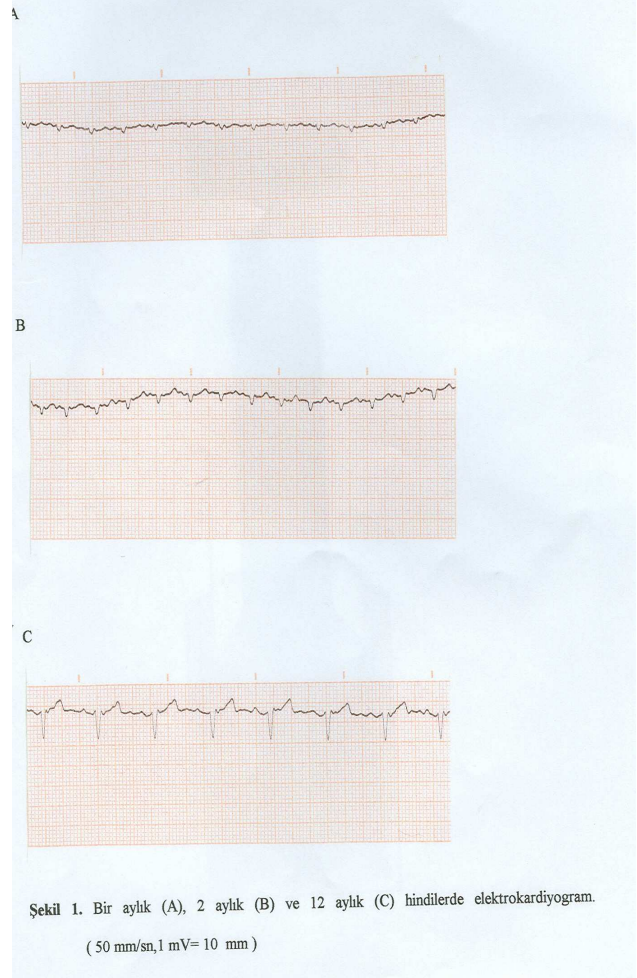 A
B
C
Şekil 1. Bir aylık (A), 2 aylık (B) ve 12 aylık (C) hindilerde elektrokardiyogram.
( 50 mm/sn,1 mV= 10 mm )